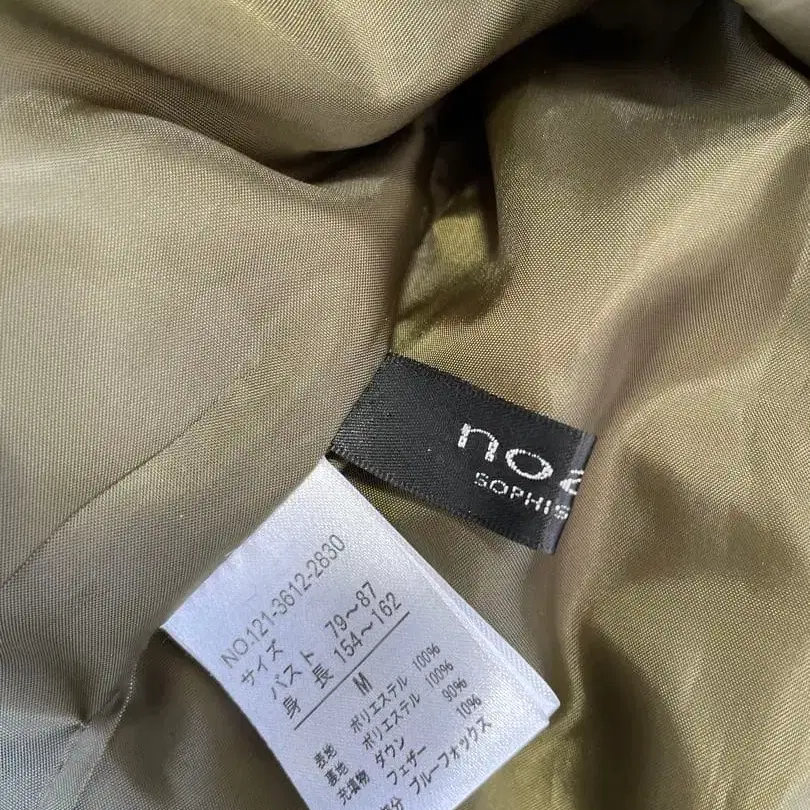 no
SOPHIS
NO.121-3612-2830
サイズ
バスト 79～87
身 長 154～162
M
表地 ポリエステル 100%
裏地 ポリエステル 100%
充填物 ダウン 90%
フェザー 10%
部分 ブルーフォックス